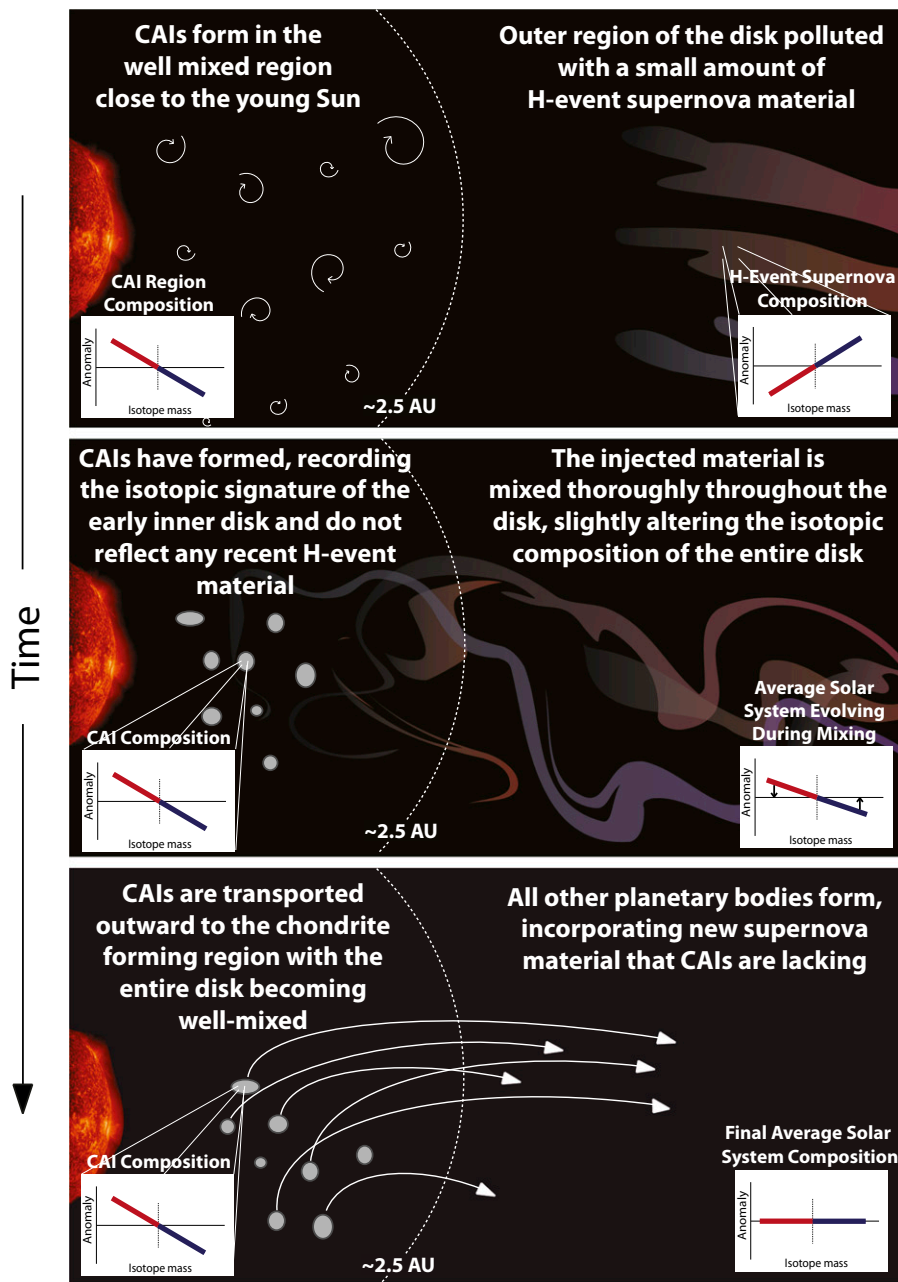 Time
CAIs form in the
well mixed region
close to the young Sun
Outer region of the disk polluted
with a small amount of
H-event supernova material
CAI Region
Composition
Anomaly
Isotope mass
~2.5 AU
H-Event Supernova
Composition
Anomaly
Isotope mass
CAIs have formed, recording
the isotopic signature of the
early inner disk and do not
reflect any recent H-event
material
The injected material is
mixed thoroughly throughout the
disk, slightly altering the isotopic
composition of the entire disk
CAI Composition
Anomaly
Isotope mass
~2.5 AU
Average Solar
System Evolving
During Mixing
Anomaly
Isotope mass
CAIs are transported
outward to the chondrite
forming region with the
entire disk becoming
well-mixed
All other planetary bodies form,
incorporating new supernova
material that CAIs are lacking
CAI Composition
Anomaly
Isotope mass
~2.5 AU
Final Average Solar
System Composition
Anomaly
Isotope mass